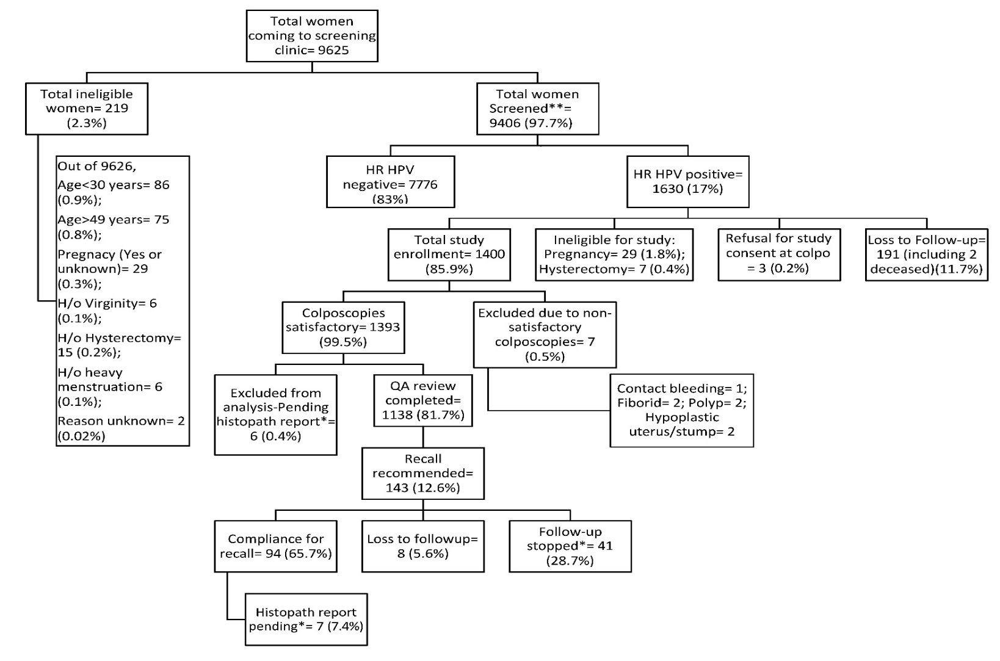 Total women
coming to screening
clinic= 9625
Total ineligible
women= 219
(2.3%)
Total women
Screened**=
9406 (97.7%)
Out of 9626,
Age<30 years= 86
(0.9%);
Age>49 years= 75
(0.8%);
Pregnacy (Yes or
unknown)= 29
(0.3%);
H/o Virginity= 6
(0.1%);
H/o Hysterectomy=
15 (0.2%);
H/o heavy
menstruation= 6
(0.1%);
Reason unknown= 2
(0.02%)
HR HPV
negative= 7776
(83%)
HR HPV positive=
1630 (17%)
Total study
enrollment= 1400
(85.9%)
Ineligible for study:
Pregnancy= 29 (1.8%);
Hysterectomy= 7 (0.4%)
Refusal for study
consent at colpo
= 3 (0.2%)
Loss to Follow-up=
191 (including 2
deceased)(11.7%)
Colposcopies
satisfactory= 1393
(99.5%)
Excluded due to non-
satisfactory
colposcopies= 7
(0.5%)
Excluded from
analysis-Pending
histopath report*=
6 (0.4%)
QA review
completed=
1138 (81.7%)
Contact bleeding= 1;
Fiborid= 2; Polyp= 2;
Hypoplastic
uterus/stump= 2
Recall
recommended=
143 (12.6%)
Compliance for
recall= 94 (65.7%)
Loss to followup=
8 (5.6%)
Follow-up
stopped*= 41
(28.7%)
Histopath report
pending*= 7 (7.4%)